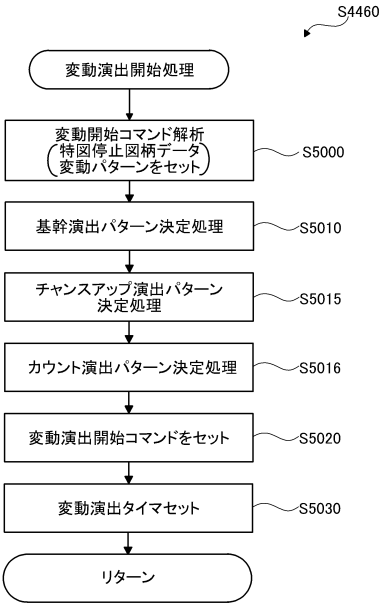 S4460
変動演出開始処理
変動開始コマンド解析
(特図停止図柄データ
変動パターンをセット)
S5000
基幹演出パターン決定処理
S5010
チャンスアップ演出パターン
決定処理
S5015
カウント演出パターン決定処理
S5016
変動演出開始コマンドをセット
S5020
変動演出タイマセット
S5030
リターン